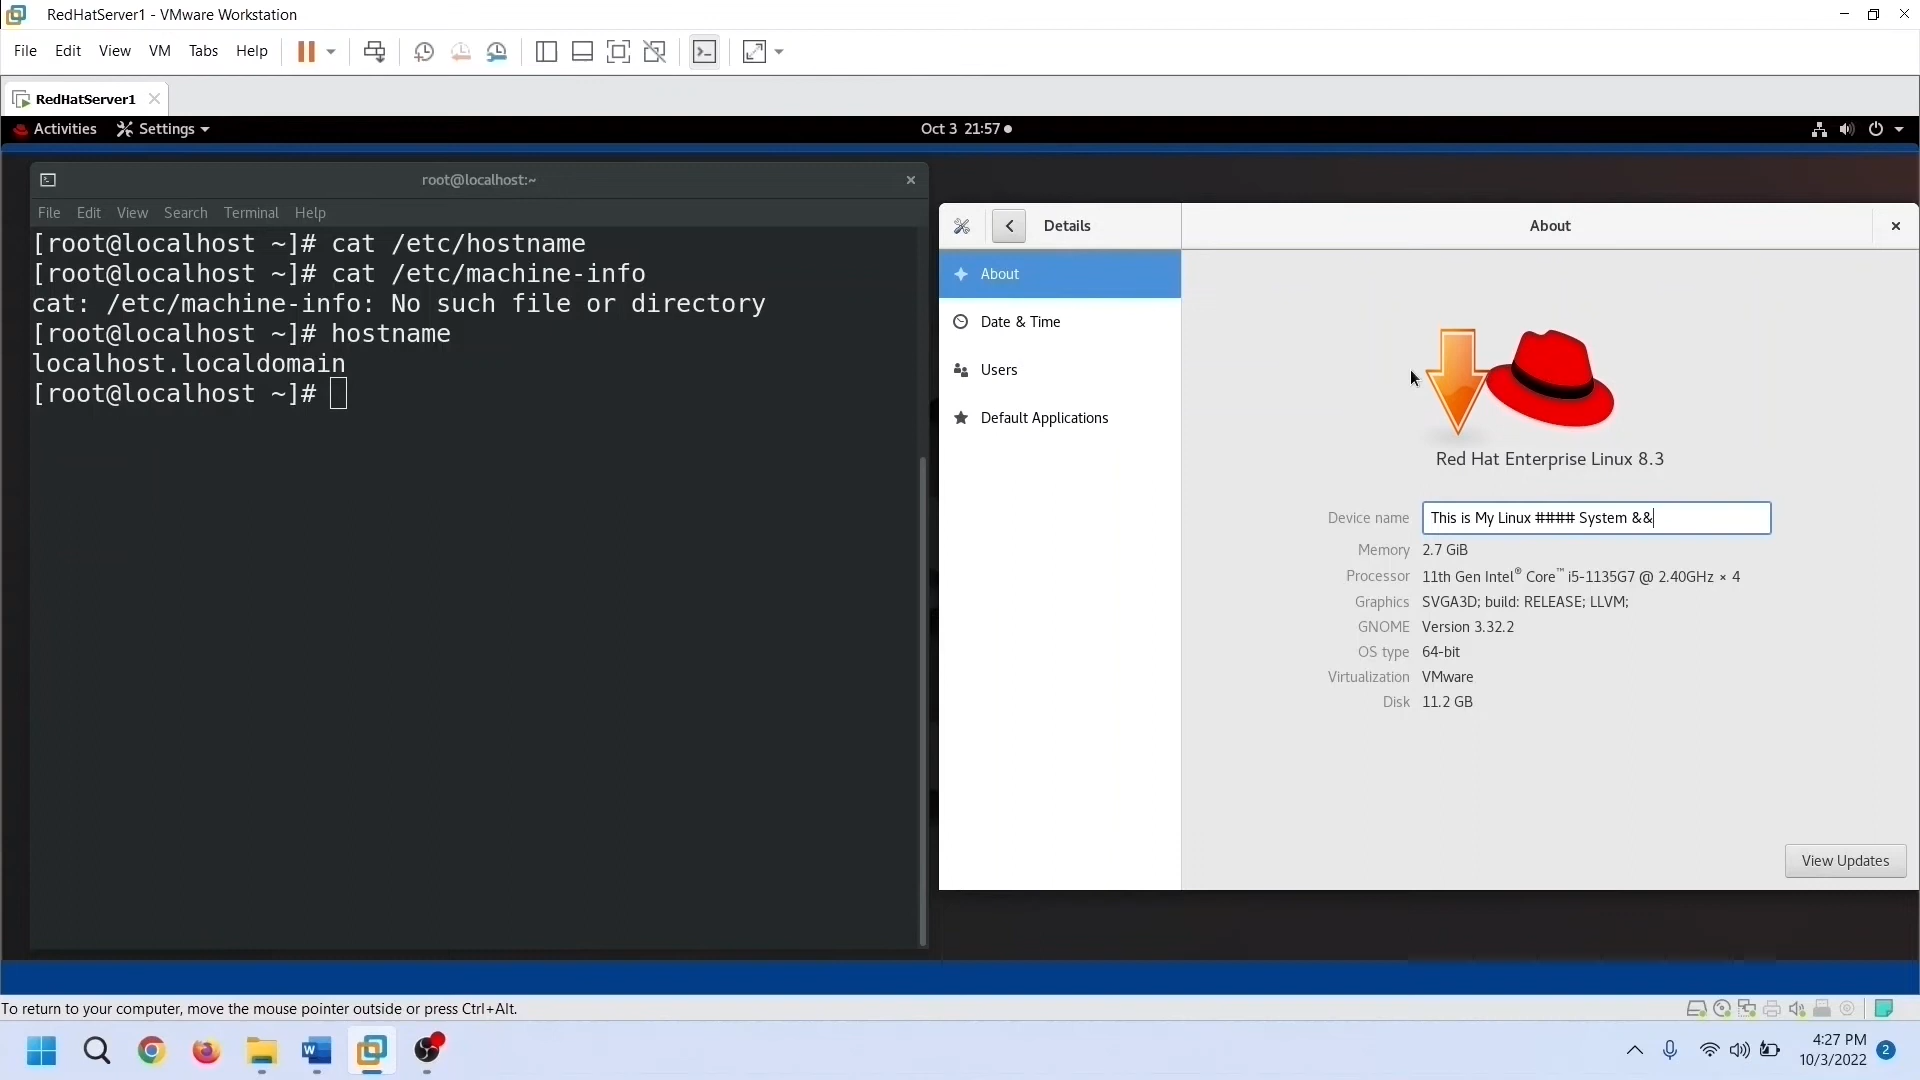 RedHatServer1 - VMware Workstation
File Edit View VM Tabs Help
RedHatServer1
Activities Settings Oct 3 21:57
root@localhost:~
File Edit View Search Terminal Help
[root@localhost ~]# cat /etc/hostname
[root@localhost ~]# cat /etc/machine-info
cat: /etc/machine-info: No such file or directory
[root@localhost ~]# hostname
localhost.localdomain
[root@localhost ~]#
Details About
About
Date & Time
Users
Default Applications
Red Hat Enterprise Linux 8.3
Device name This is My Linux #### System &&
Memory 2.7 GiB
Processor 11th Gen Intel® Core™ i5-1135G7 @ 2.40GHz × 4
Graphics SVGA3D; build: RELEASE; LLVM;
GNOME Version 3.32.2
OS type 64-bit
Virtualization VMware
Disk 11.2 GB
View Updates
To return to your computer, move the mouse pointer outside or press Ctrl+Alt.
4:27 PM
10/3/2022
2